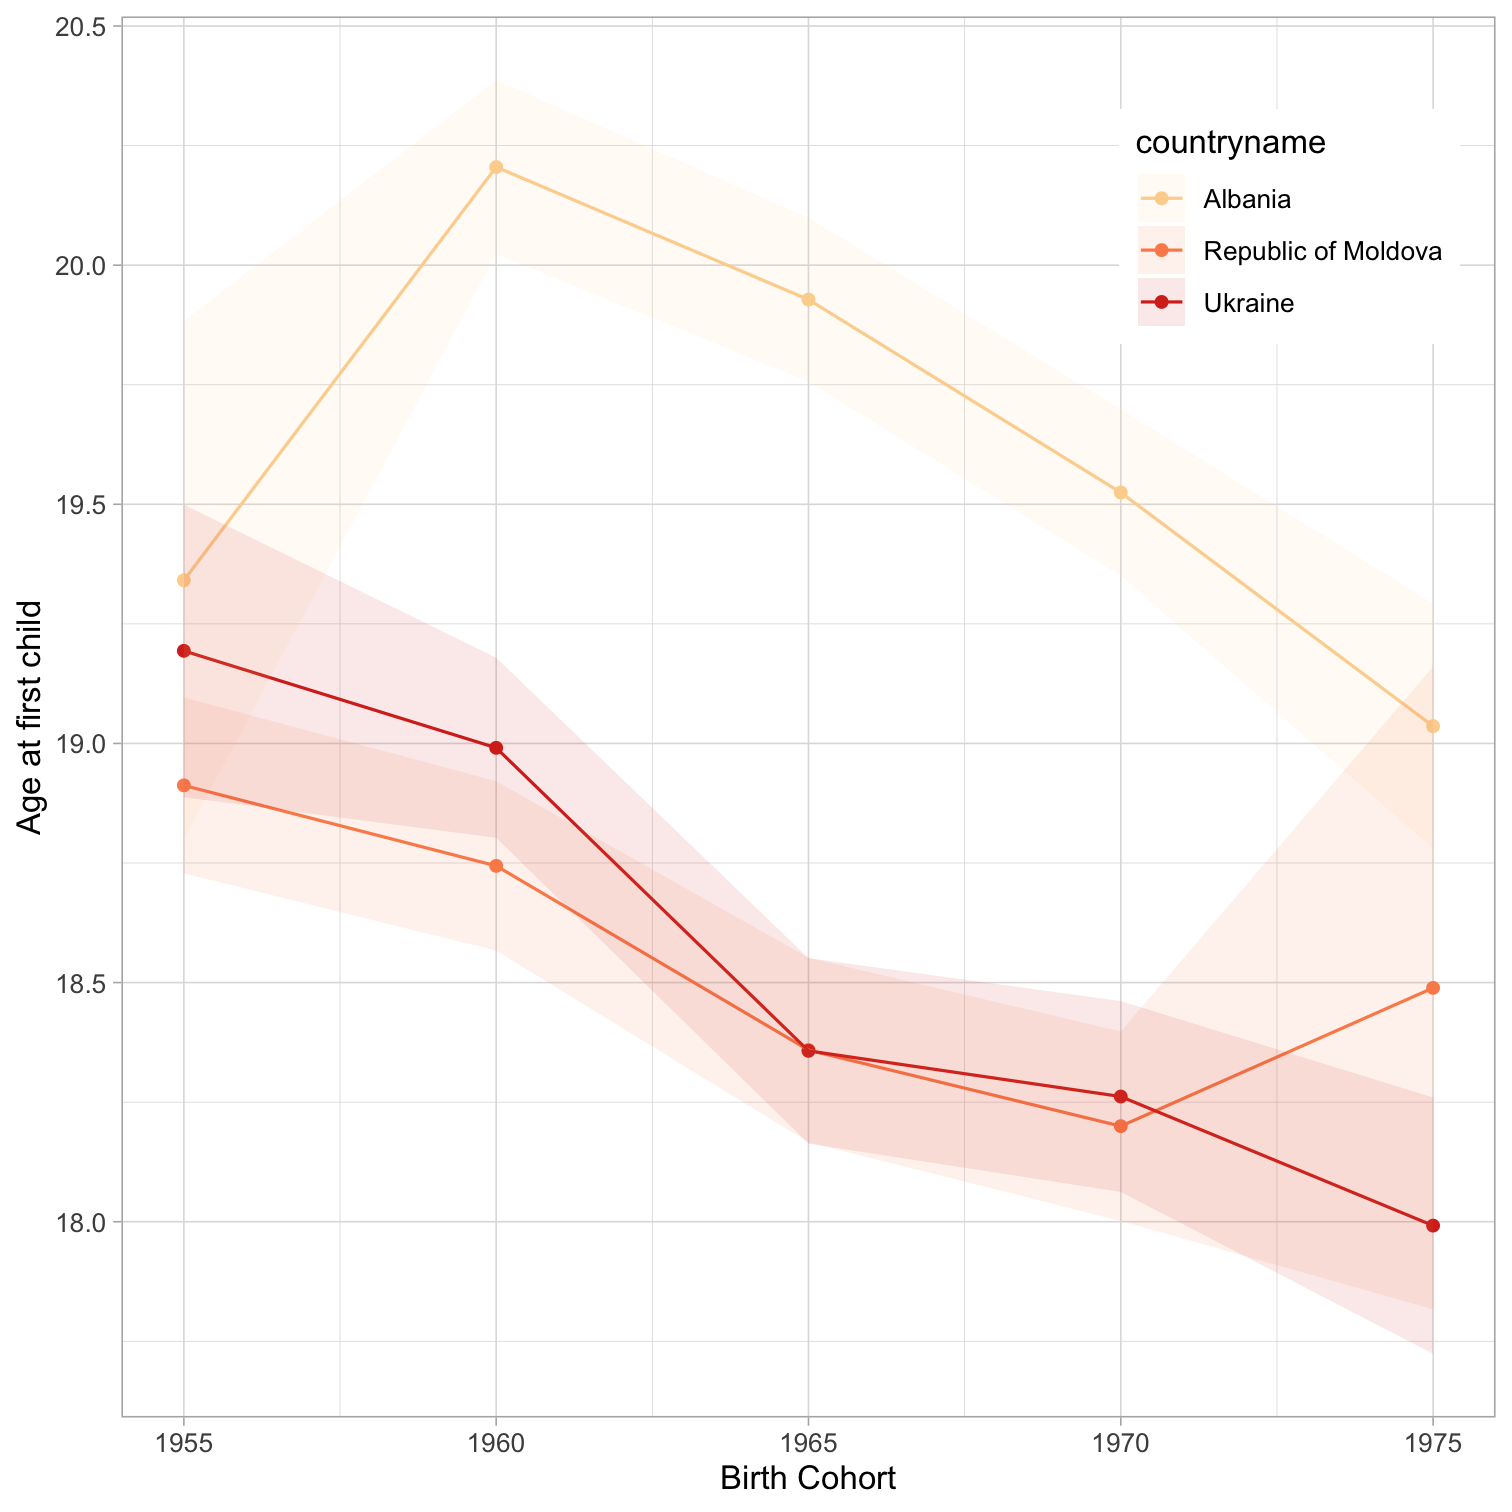 20.5
20.0
19.5
19.0
18.5
18.0
Age at first child
countryname
Albania
Republic of Moldova
Ukraine
1955 1960 1965 1970 1975
Birth Cohort